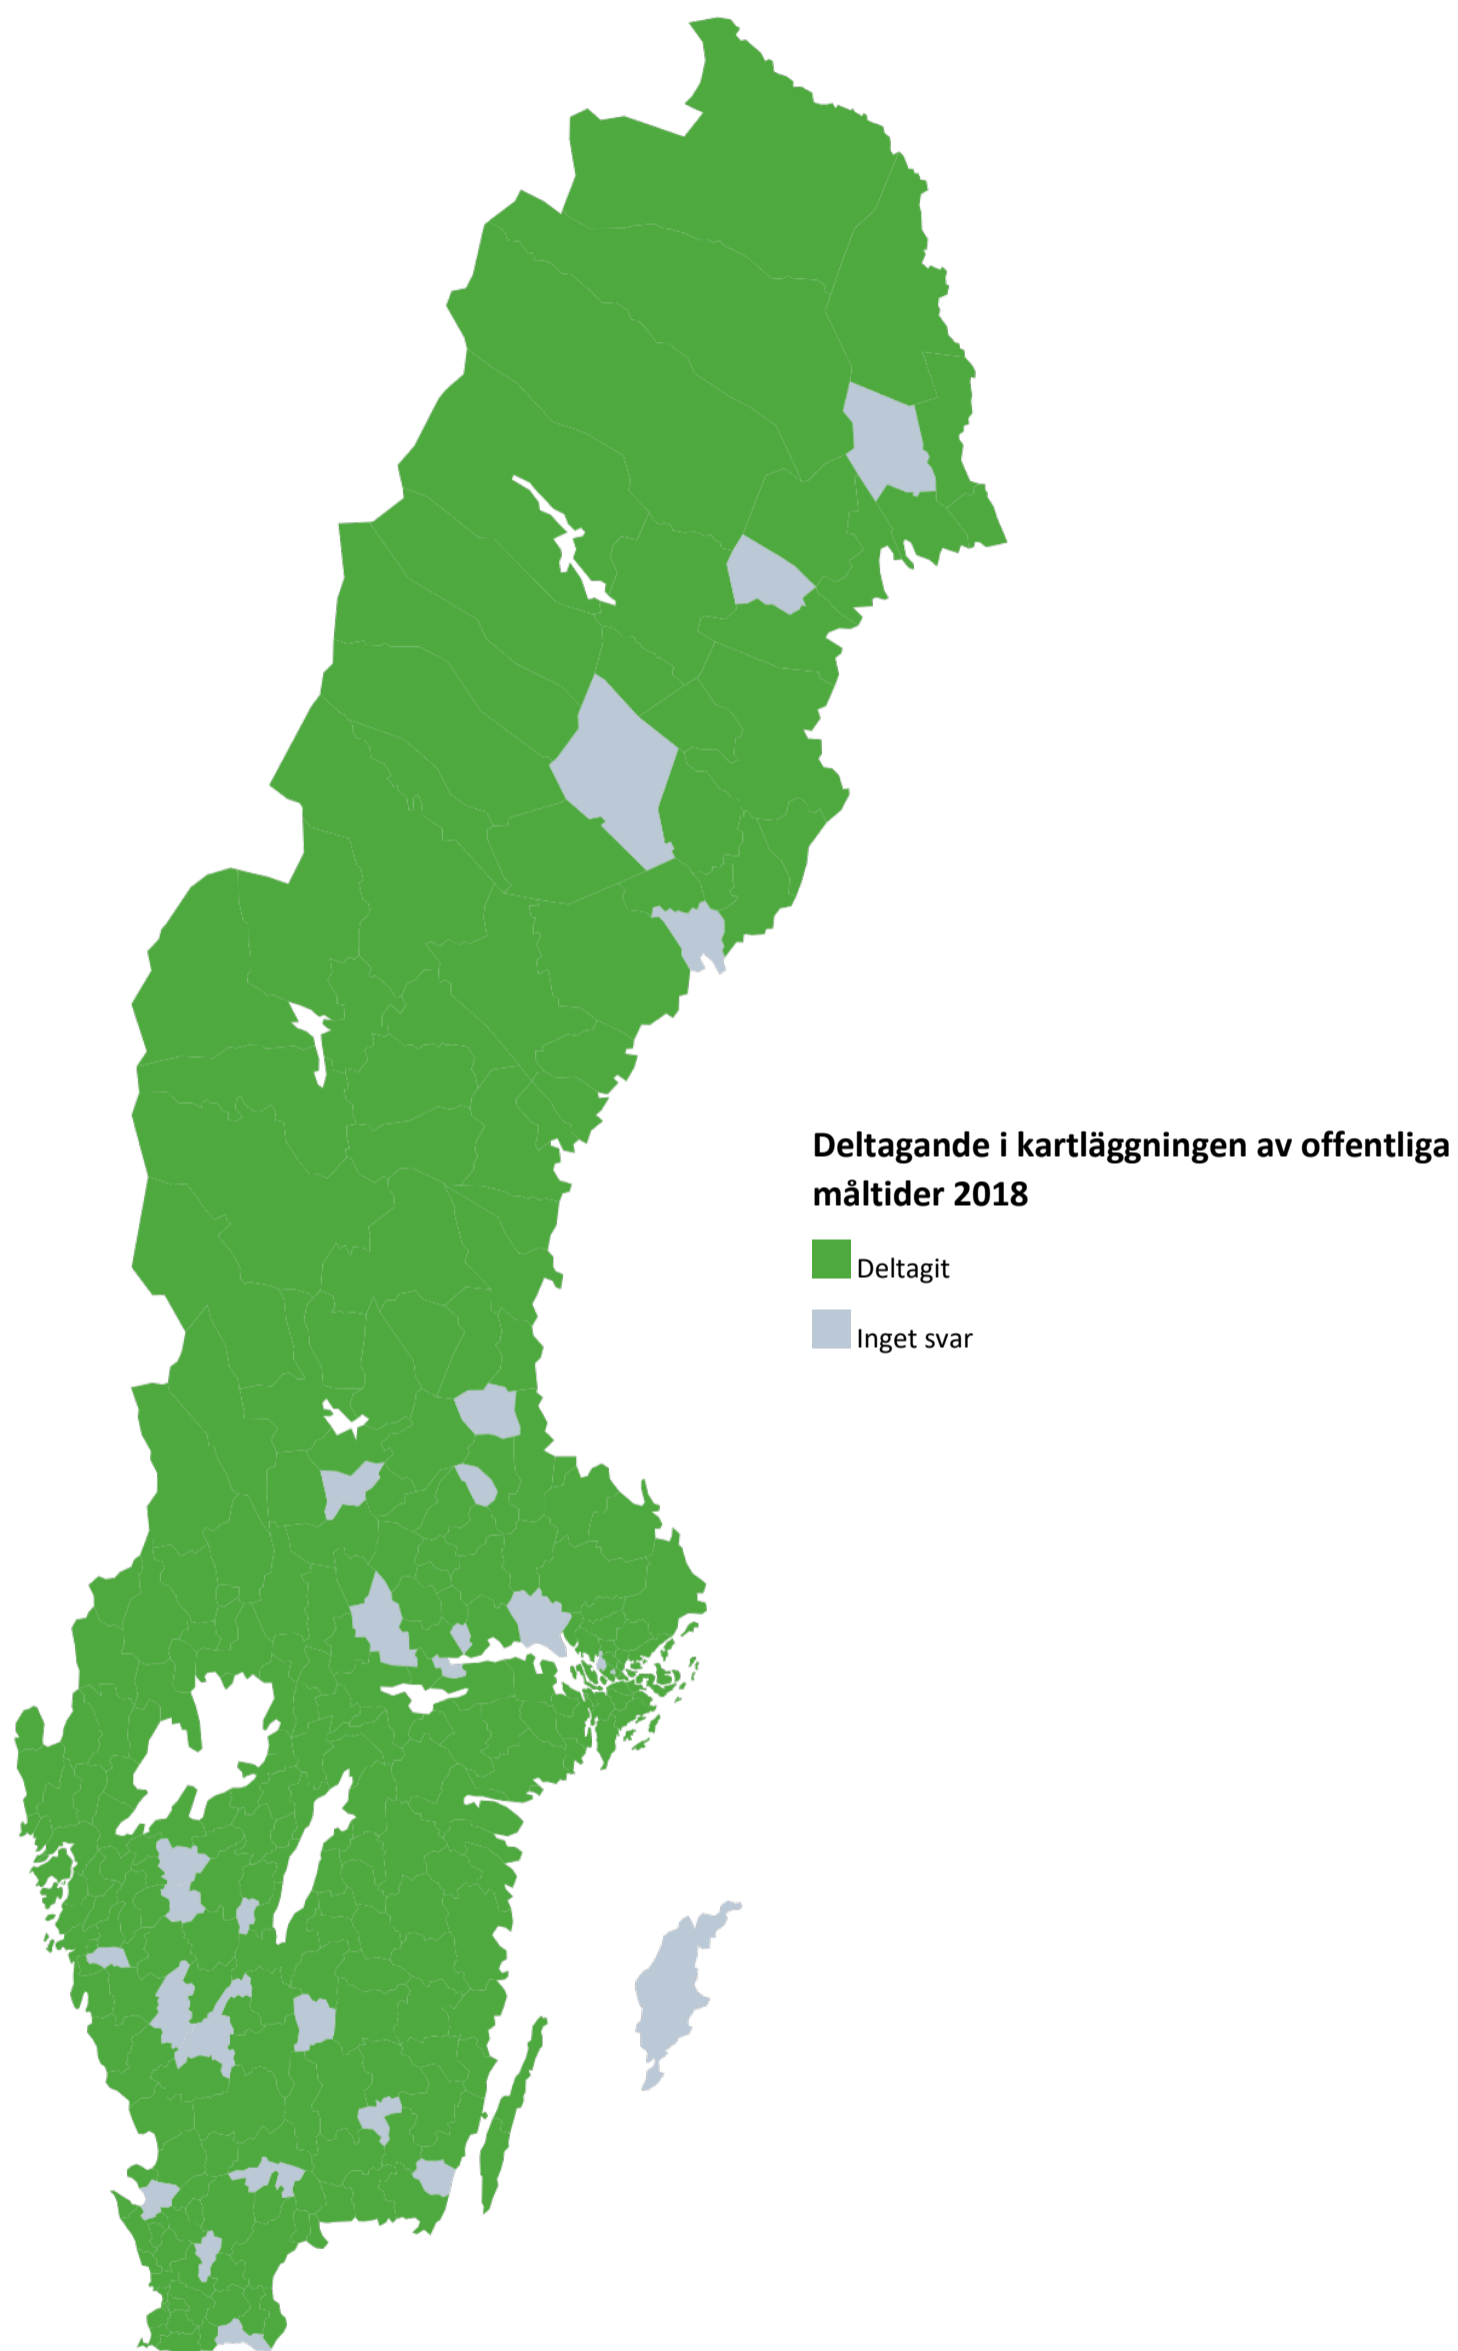 Deltagande i kartläggningen av offentliga
måltider 2018
Deltagit
Inget svar